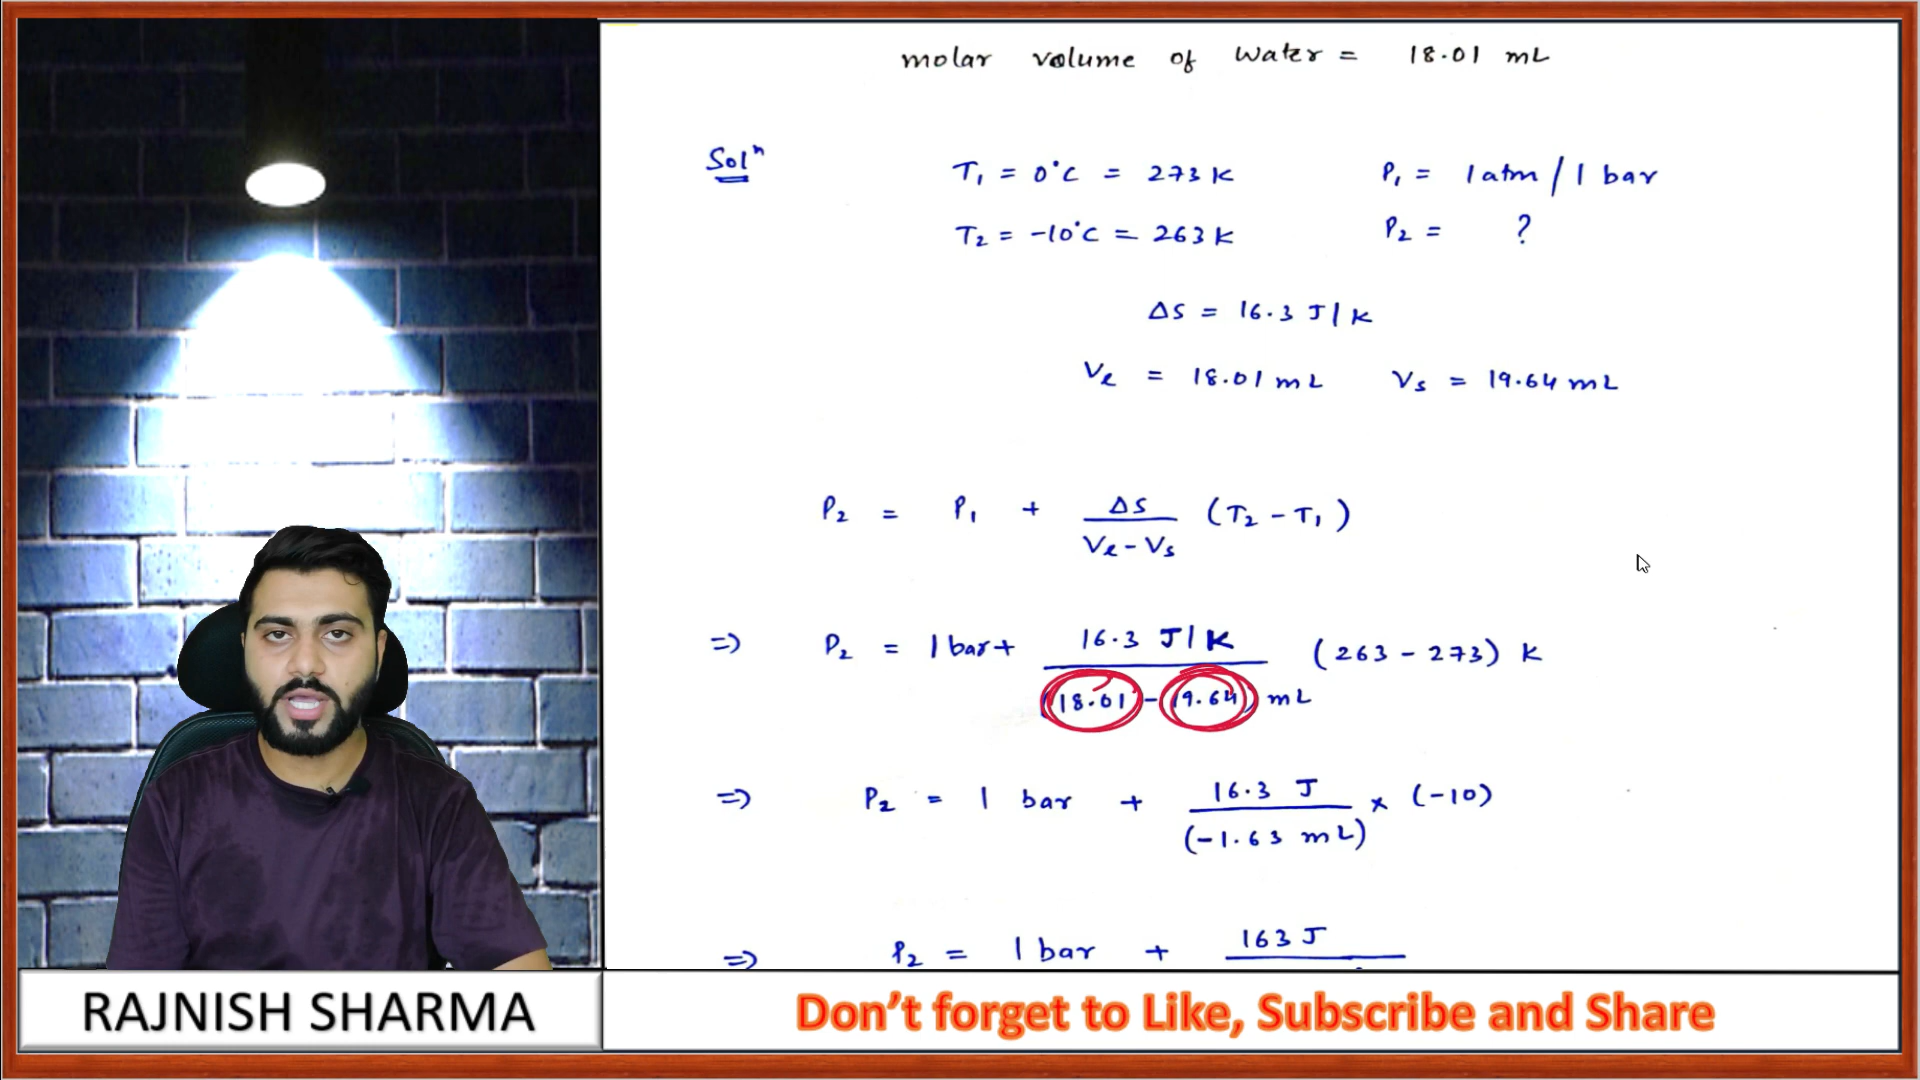 molar volume of water = 18.01 mL
Solⁿ
T₁ = 0°C = 273 K P₁ = 1 atm / 1 bar
T₂ = -10°C = 263 K P₂ = ?
ΔS = 16.3 J/K
Vℓ = 18.01 mL Vs = 19.64 mL
P₂ = P₁ + ΔS / (Vℓ - Vs) (T₂ - T₁)
=> P₂ = 1 bar + 16.3 J/K / (18.01 - 19.64) mL (263 - 273) K
=> P₂ = 1 bar + 16.3 J / (-1.63 mL) × (-10)
=> P₂ = 1 bar + 163 J
RAJNISH SHARMA
Don't forget to Like, Subscribe and Share